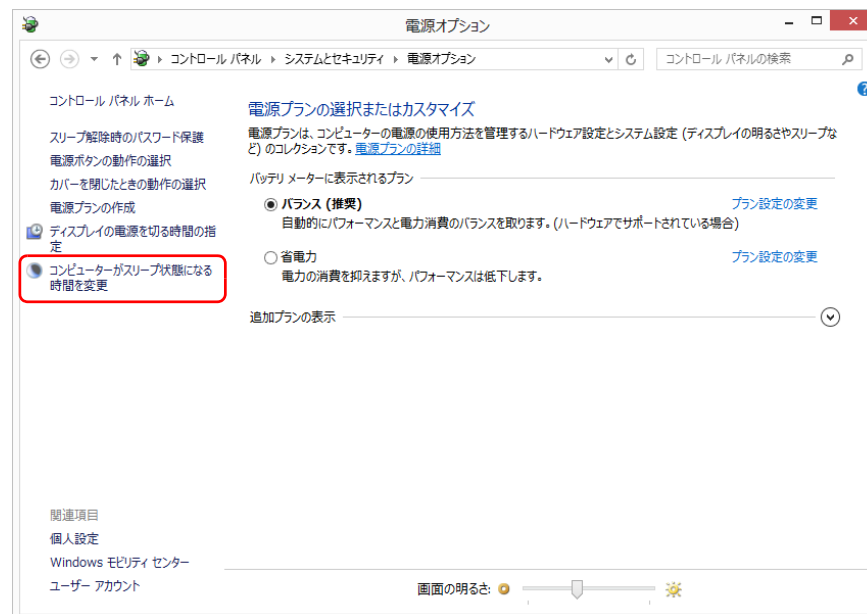 電源オプション
コントロール パネル ▸ システムとセキュリティ ▸ 電源オプション
コントロール パネルの検索
コントロール パネル ホーム
スリープ解除時のパスワード保護
電源ボタンの動作の選択
カバーを閉じたときの動作の選択
電源プランの作成
ディスプレイの電源を切る時間の指
定
コンピューターがスリープ状態になる
時間を変更
電源プランの選択またはカスタマイズ
電源プランは、コンピューターの電源の使用方法を管理するハードウェア設定とシステム設定 (ディスプレイの明るさやスリープな
ど) のコレクションです。電源プランの詳細
バッテリ メーターに表示されるプラン
バランス (推奨) プラン設定の変更
自動的にパフォーマンスと電力消費のバランスを取ります。(ハードウェアでサポートされている場合)
省電力 プラン設定の変更
電力の消費を抑えますが、パフォーマンスは低下します。
追加プランの表示
関連項目
個人設定
Windows モビリティ センター
ユーザー アカウント
画面の明るさ: